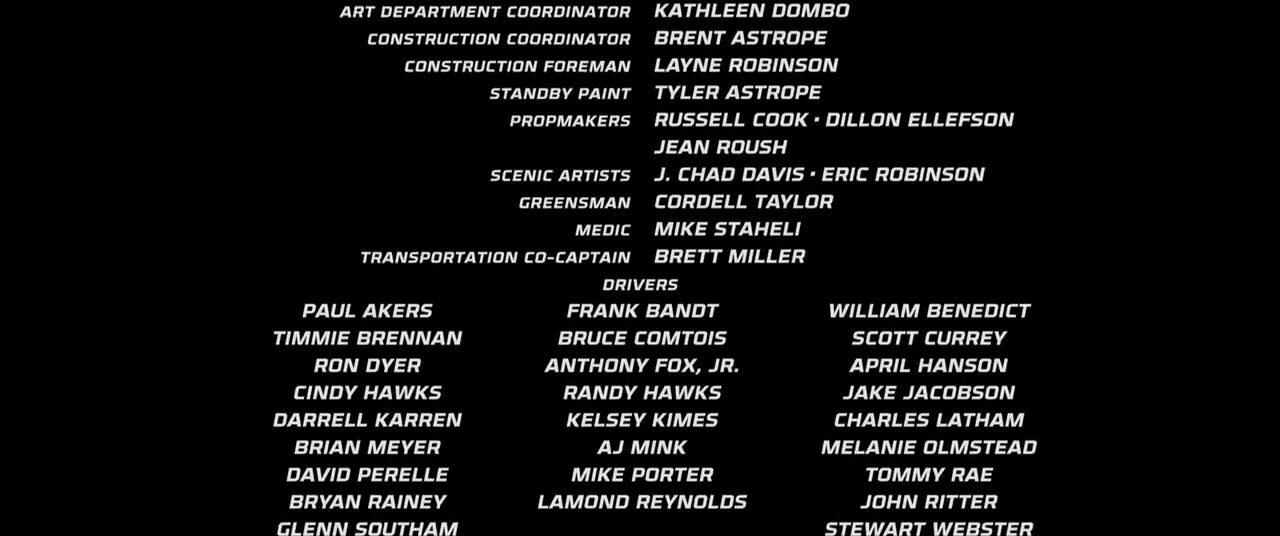 ART DEPARTMENT COORDINATOR KATHLEEN DOMBO
CONSTRUCTION COORDINATOR BRENT ASTROPE
CONSTRUCTION FOREMAN LAYNE ROBINSON
STANDBY PAINT TYLER ASTROPE
PROPMAKERS RUSSELL COOK · DILLON ELLEFSON
JEAN ROUSH
SCENIC ARTISTS J. CHAD DAVIS · ERIC ROBINSON
GREENSMAN CORDELL TAYLOR
MEDIC MIKE STAHELI
TRANSPORTATION CO-CAPTAIN BRETT MILLER
DRIVERS
PAUL AKERS FRANK BANDT WILLIAM BENEDICT
TIMMIE BRENNAN BRUCE COMTOIS SCOTT CURREY
RON DYER ANTHONY FOX, JR. APRIL HANSON
CINDY HAWKS RANDY HAWKS JAKE JACOBSON
DARRELL KARREN KELSEY KIMES CHARLES LATHAM
BRIAN MEYER AJ MINK MELANIE OLMSTEAD
DAVID PERELLE MIKE PORTER TOMMY RAE
BRYAN RAINEY LAMOND REYNOLDS JOHN RITTER
GLENN SOUTHAM STEWART WEBSTER